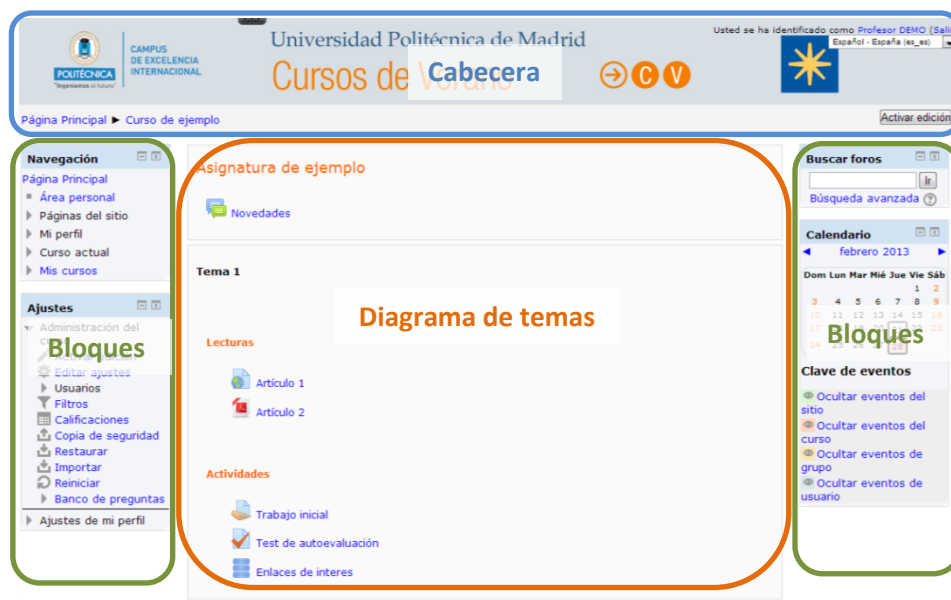 Universidad Politécnica de Madrid
Usted se ha identificado como Profesor DEMO (Sali
Español - España (es_es)
CAMPUS
DE EXCELENCIA
INTERNACIONAL
POLITÉCNICA
"Ingeniamos el futuro"
Cursos de Verano
Cabecera
C V
Página Principal ► Curso de ejemplo
Activar edición
Navegación
Página Principal
Área personal
Páginas del sitio
Mi perfil
Curso actual
Mis cursos
Ajustes
Administración del
Bloques
Editar ajustes
Usuarios
Filtros
Calificaciones
Copia de seguridad
Restaurar
Importar
Reiniciar
Banco de preguntas
Ajustes de mi perfil
Asignatura de ejemplo
Novedades
Tema 1
Diagrama de temas
Lecturas
Artículo 1
Artículo 2
Actividades
Trabajo inicial
Test de autoevaluación
Enlaces de interes
Buscar foros
Ir
Búsqueda avanzada
Calendario
◄ febrero 2013 ►
Dom Lun Mar Mié Jue Vie Sáb
1 2
3 4 5 6 7 8 9
10 11 12 13 14 15 16
Bloques
Clave de eventos
Ocultar eventos del
sitio
Ocultar eventos del
curso
Ocultar eventos de
grupo
Ocultar eventos de
usuario